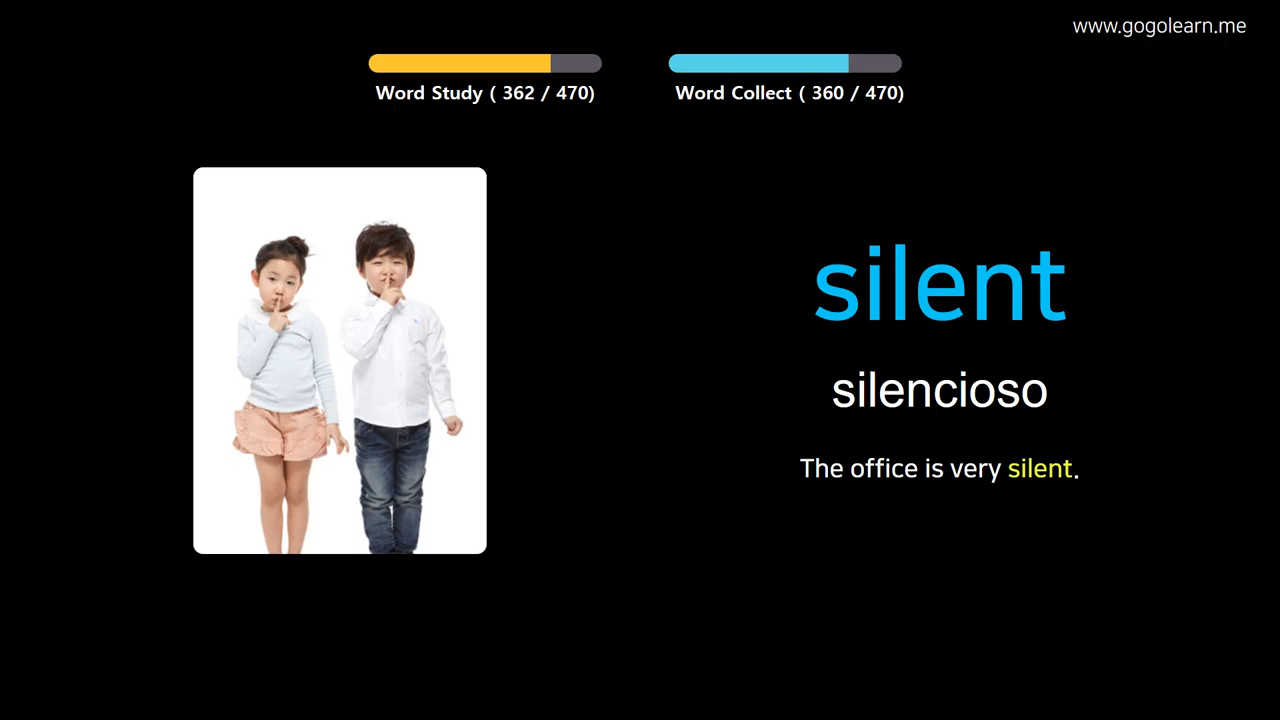 www.gogolearn.me
Word Study ( 362 / 470)
Word Collect ( 360 / 470)
silent
silencioso
The office is very silent.